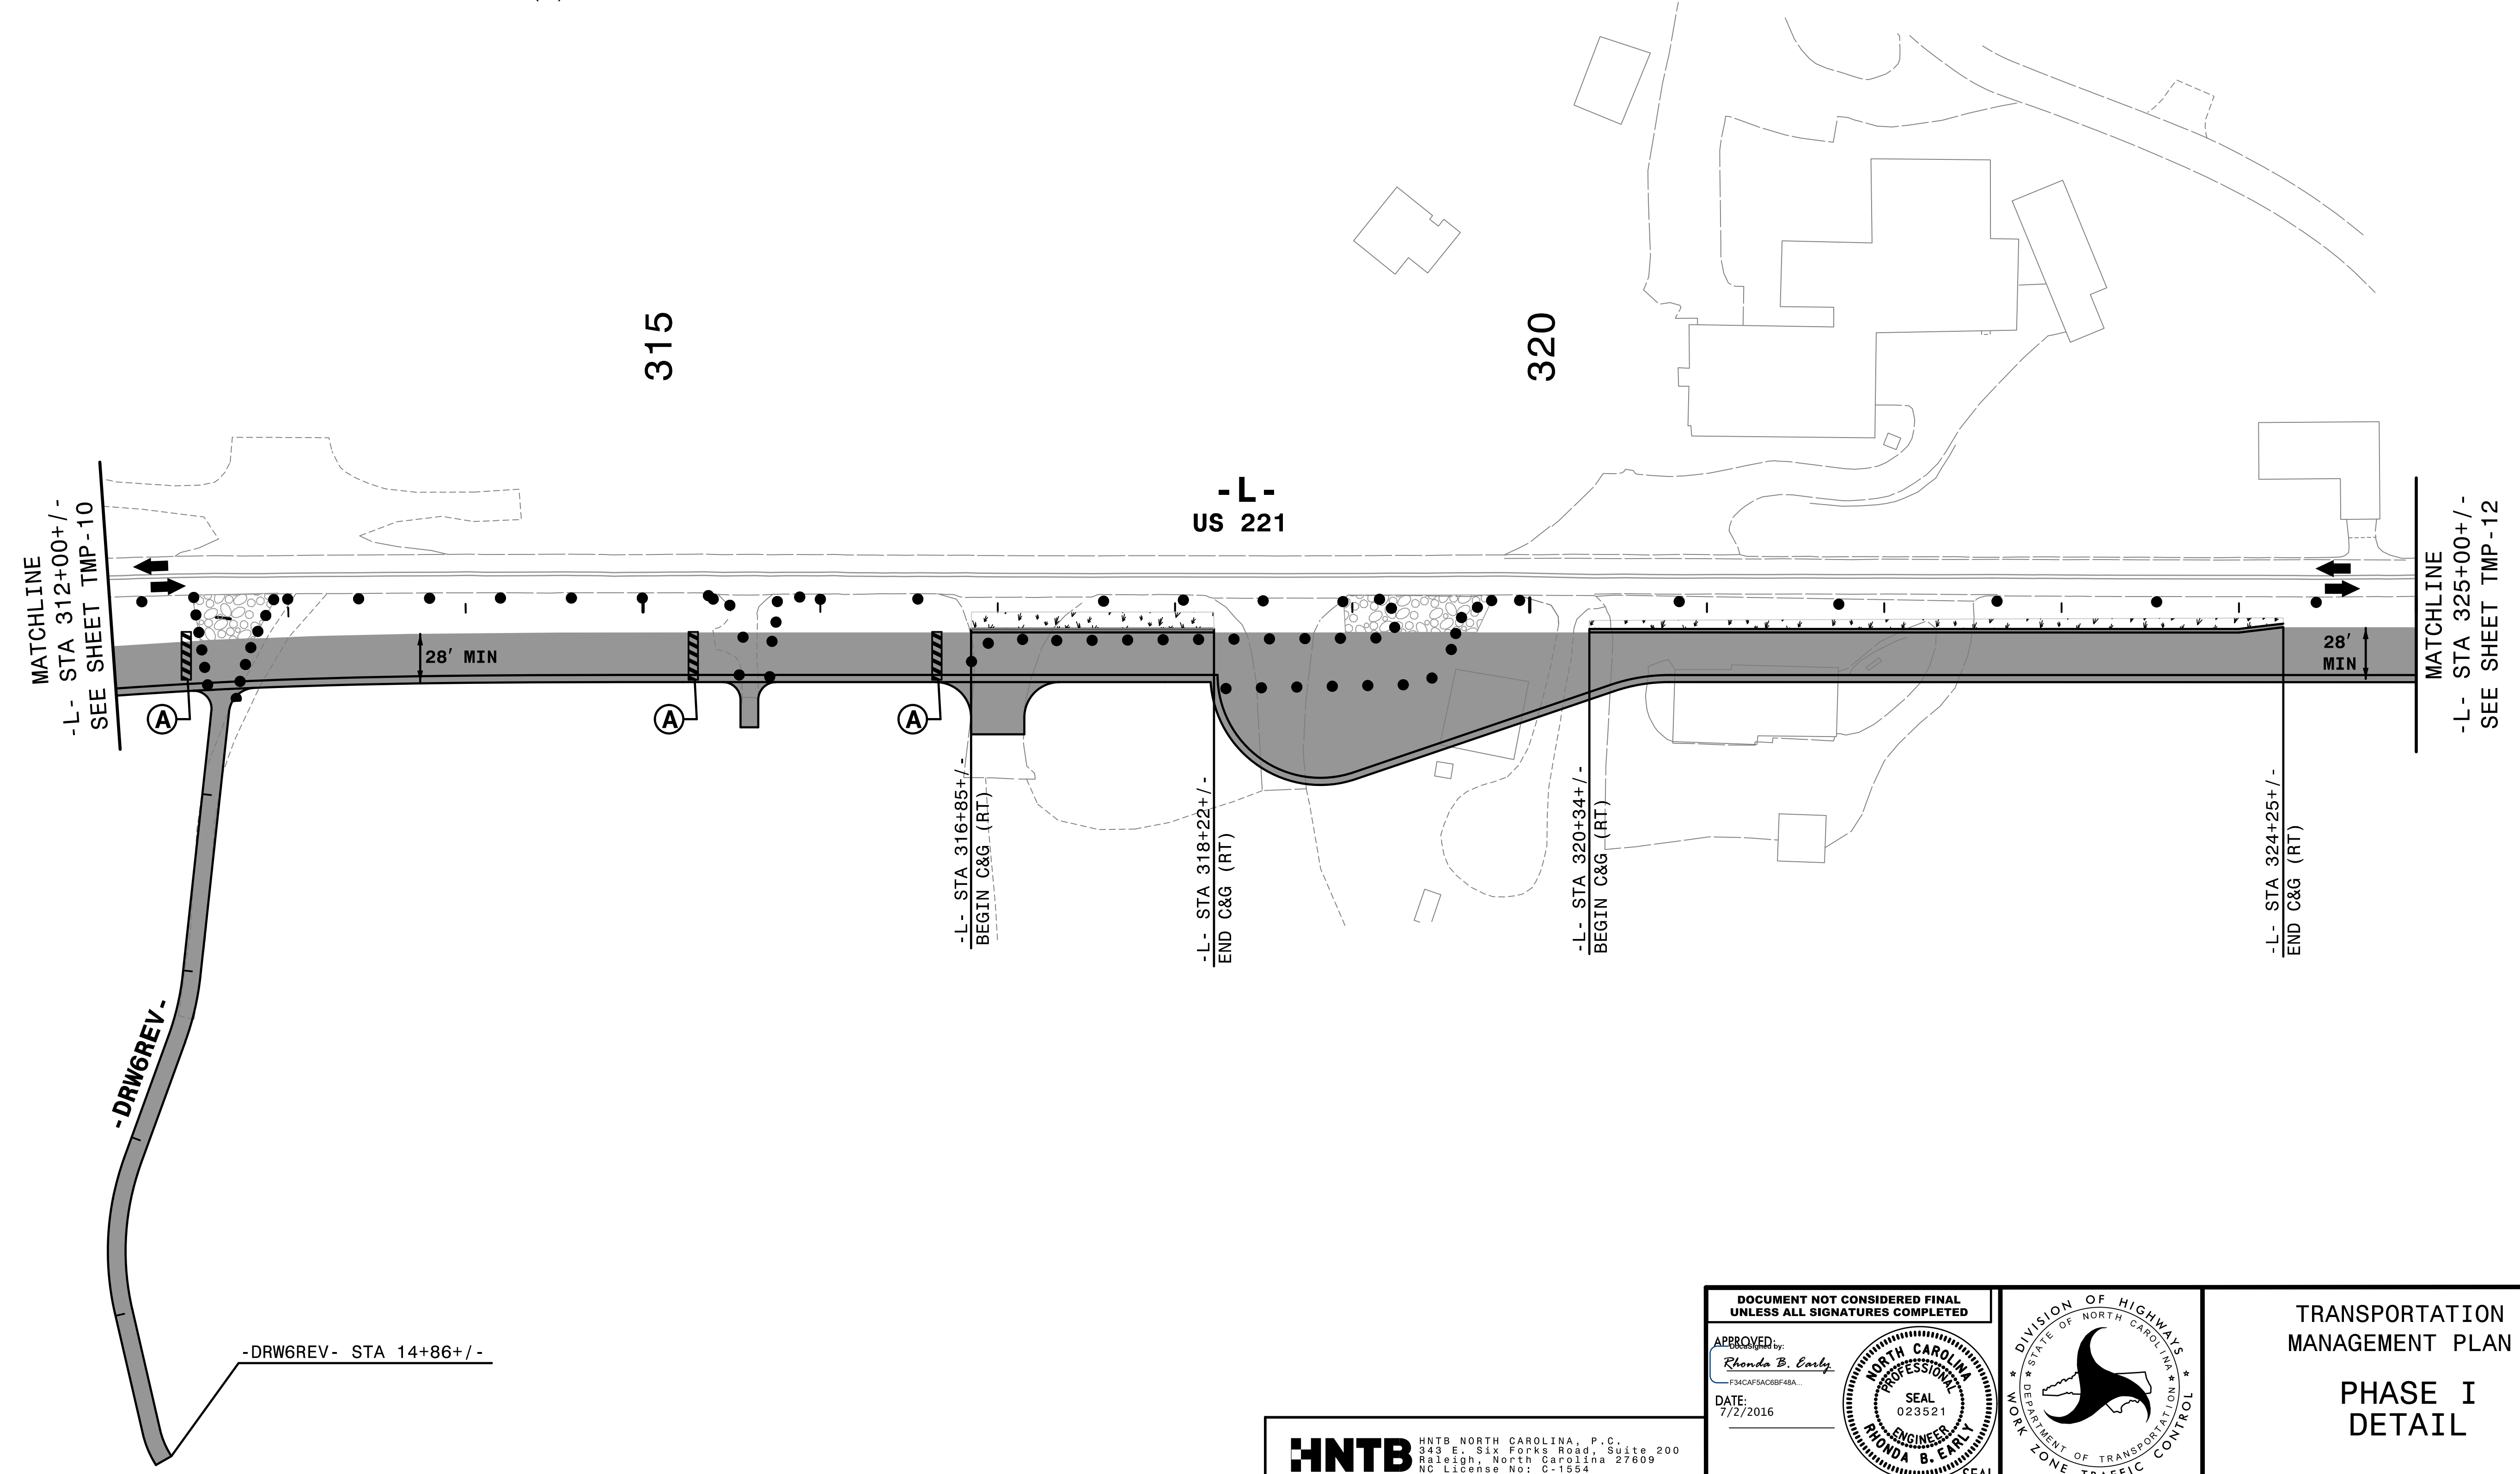 315
320
-L-
US 221
MATCHLINE
-L- STA 312+00+/-
SEE SHEET TMP-10
MATCHLINE
-L- STA 325+00+/-
SEE SHEET TMP-12
28' MIN
28'
MIN
A
A
A
-L- STA 316+85+/-
BEGIN C&G (RT)
-L- STA 318+22+/-
END C&G (RT)
-L- STA 320+34+/-
BEGIN C&G (RT)
-L- STA 324+25+/-
END C&G (RT)
-DRW6REV-
-DRW6REV- STA 14+86+/-
DOCUMENT NOT CONSIDERED FINAL
UNLESS ALL SIGNATURES COMPLETED
APPROVED:
DocuSigned by:
Rhonda B. Early
F34CAF5AC6BF48A...
DATE:
7/2/2016
NORTH CAROLINA
PROFESSIONAL
SEAL
023521
ENGINEER
RHONDA B. EARLY
SEAL
DIVISION OF HIGHWAYS
STATE OF NORTH CAROLINA
DEPARTMENT OF TRANSPORTATION
WORK ZONE TRAFFIC CONTROL
TRANSPORTATION
MANAGEMENT PLAN
PHASE I
DETAIL
HNTB
HNTB NORTH CAROLINA, P.C.
343 E. Six Forks Road, Suite 200
Raleigh, North Carolina 27609
NC License No: C-1554